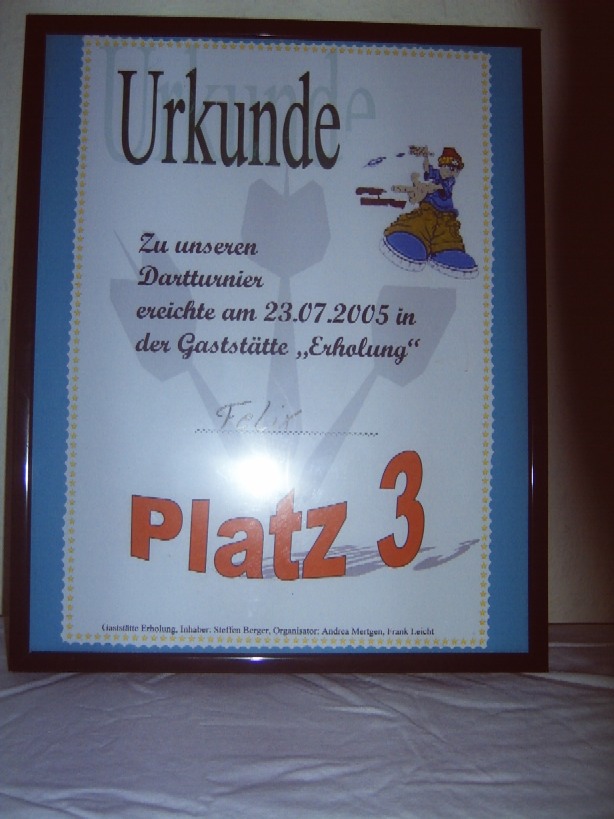 Urkunde
Zu unseren
Dartturnier
ereichte am 23.07.2005 in
der Gaststätte „Erholung“
Felix
Platz 3
Gaststätte Erholung, Inhaber: Steffen Berger, Organisator: Andrea Mertgen, Frank Leicht